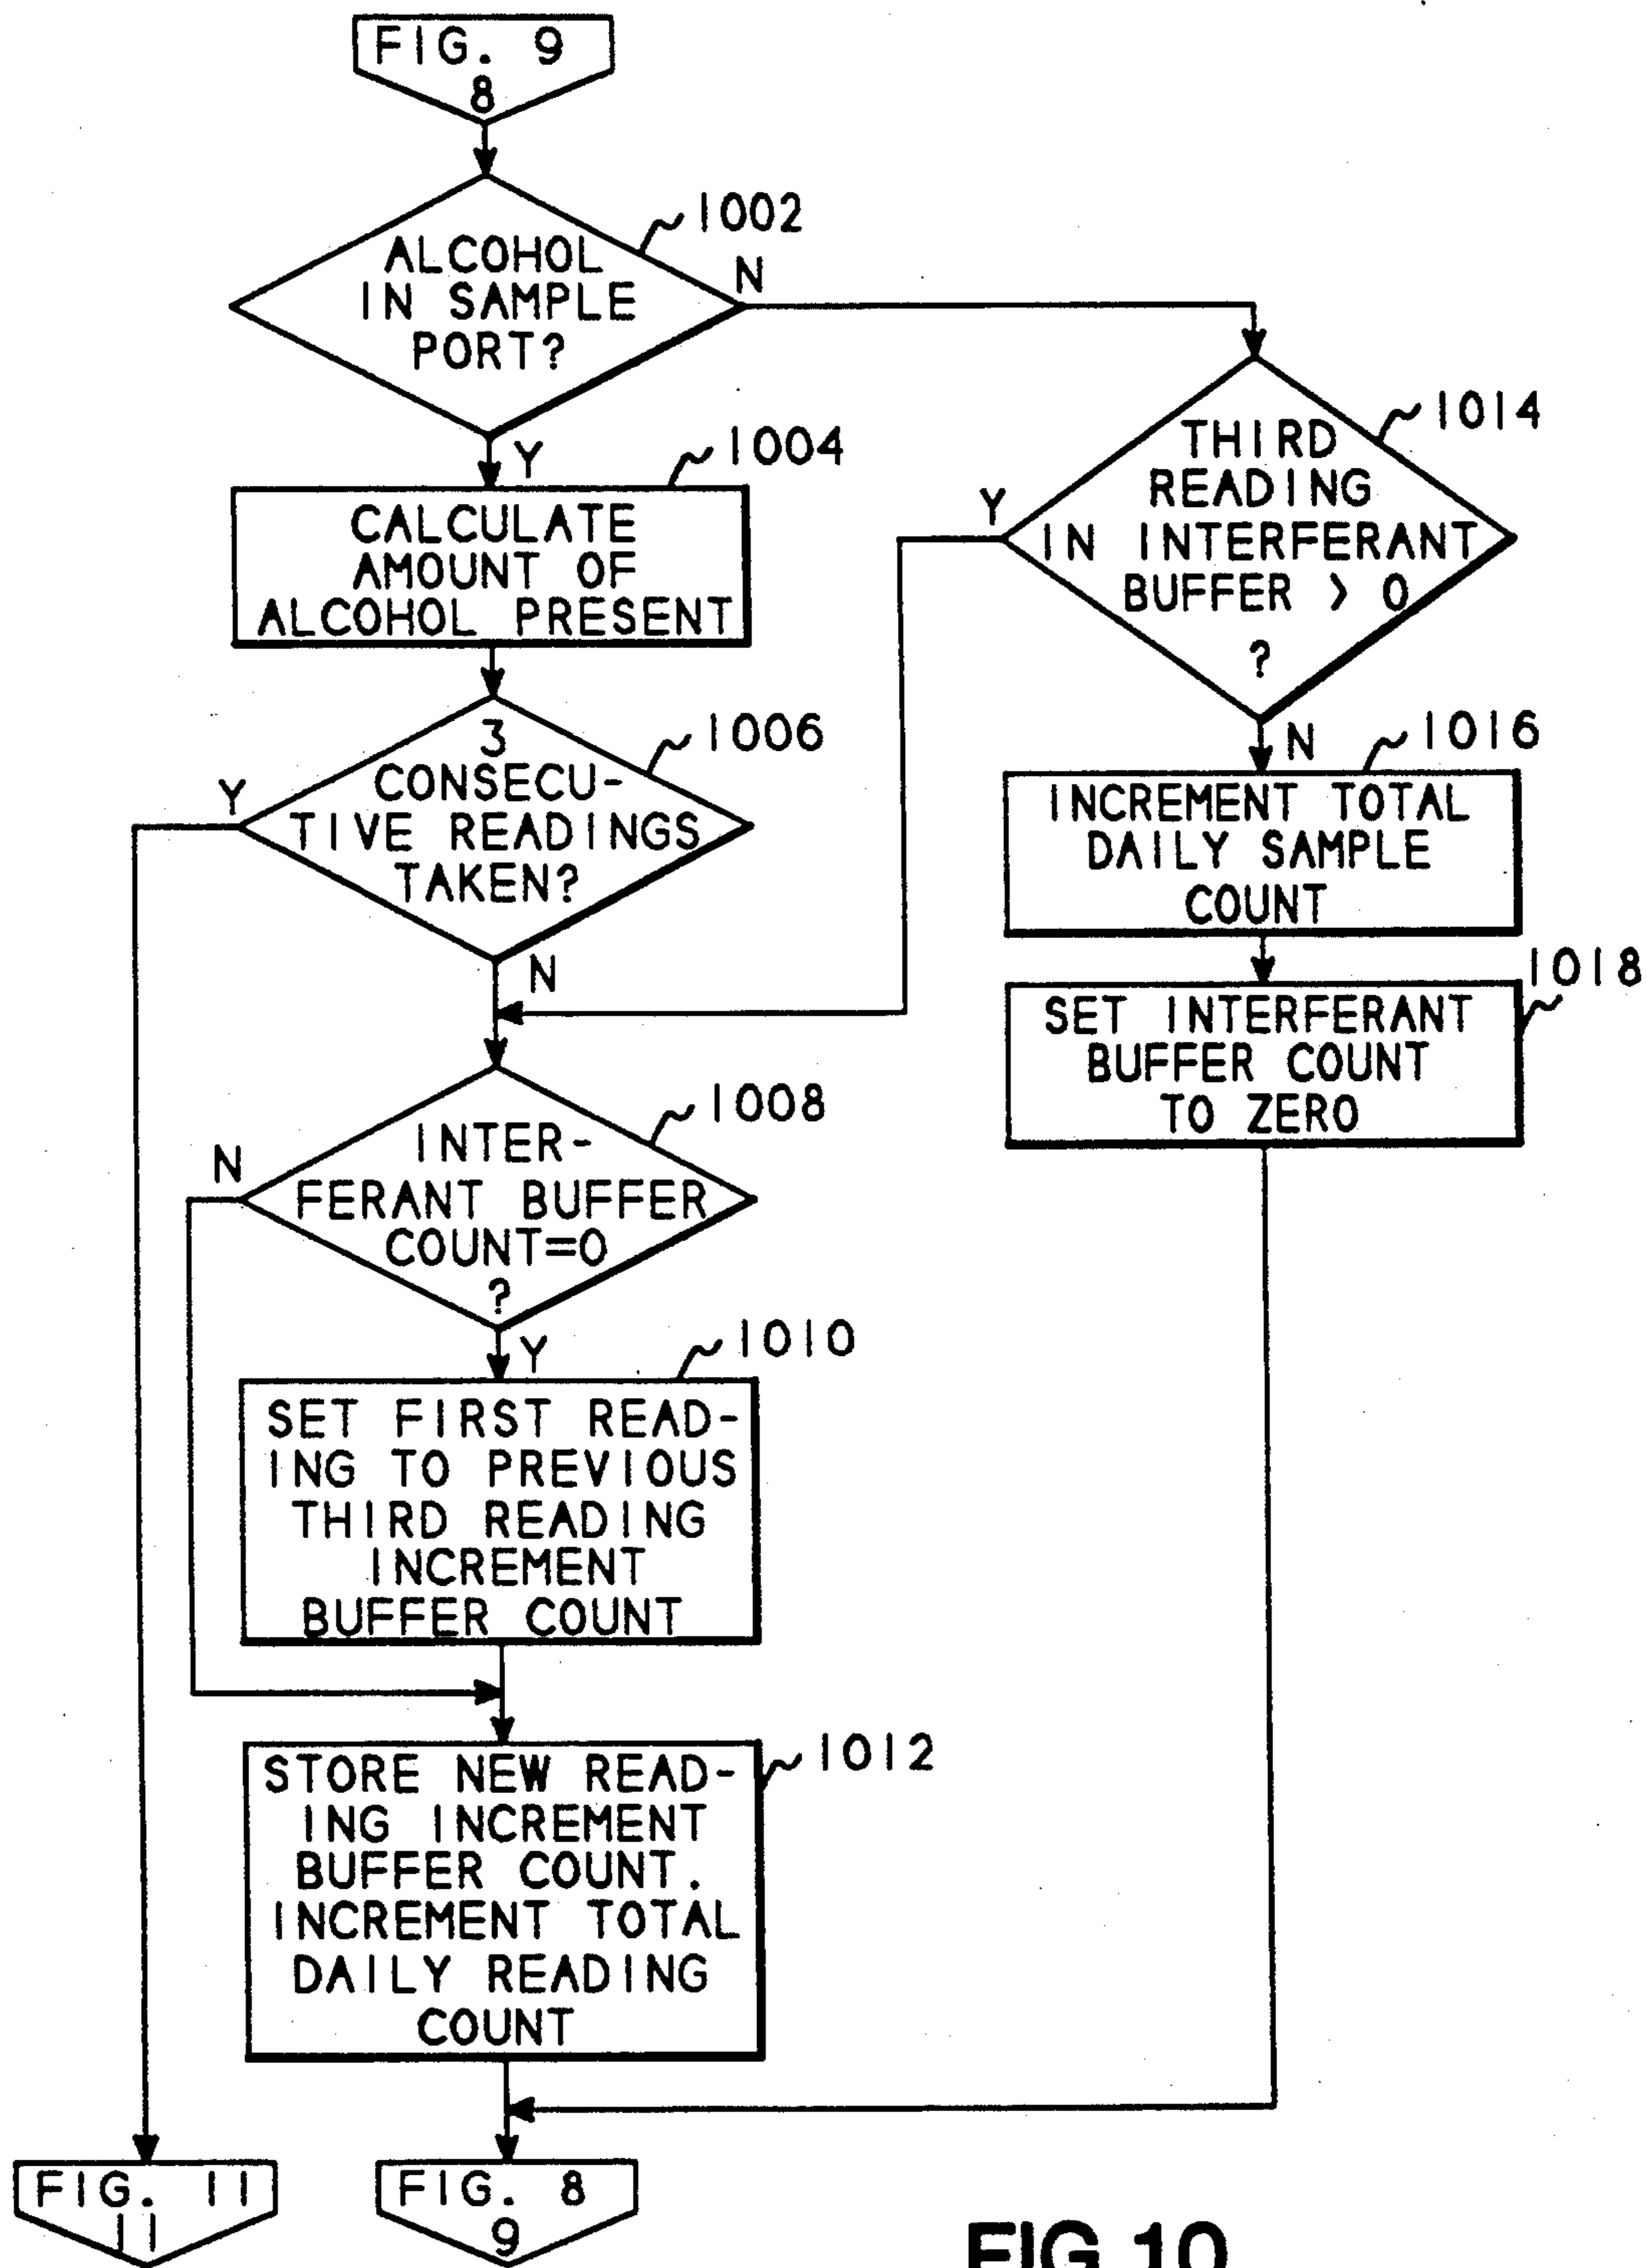 FIG. 9
8
1002
ALCOHOL
IN SAMPLE
PORT?
N
Y
1004
CALCULATE
AMOUNT OF
ALCOHOL PRESENT
1006
3
CONSECU-
TIVE READINGS
TAKEN?
Y
N
1008
INTER-
FERANT BUFFER
COUNT=0
?
N
Y
1010
SET FIRST READ-
ING TO PREVIOUS
THIRD READING
INCREMENT
BUFFER COUNT
1012
STORE NEW READ-
ING INCREMENT
BUFFER COUNT.
INCREMENT TOTAL
DAILY READING
COUNT
1014
THIRD
READING
IN INTERFERANT
BUFFER > 0
?
Y
N
1016
INCREMENT TOTAL
DAILY SAMPLE
COUNT
1018
SET INTERFERANT
BUFFER COUNT
TO ZERO
FIG. 11
11
FIG. 8
9
FIG.10